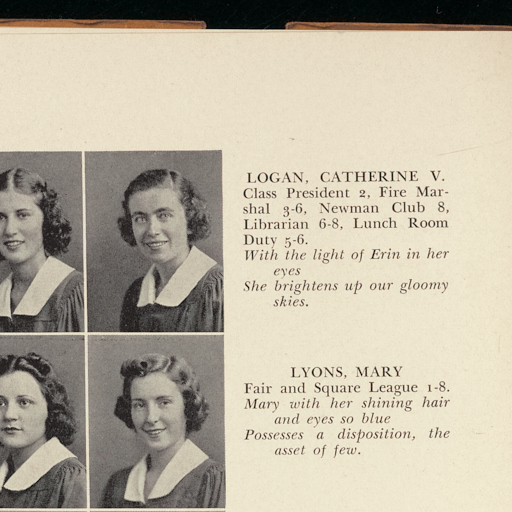 LOGAN, CATHERINE V.
Class President 2, Fire Mar-
shal 3-6, Newman Club 8,
Librarian 6-8, Lunch Room
Duty 5-6.
With the light of Erin in her
eyes
She brightens up our gloomy
skies.
LYONS, MARY
Fair and Square League 1-8.
Mary with her shining hair
and eyes so blue
Possesses a disposition, the
asset of few.